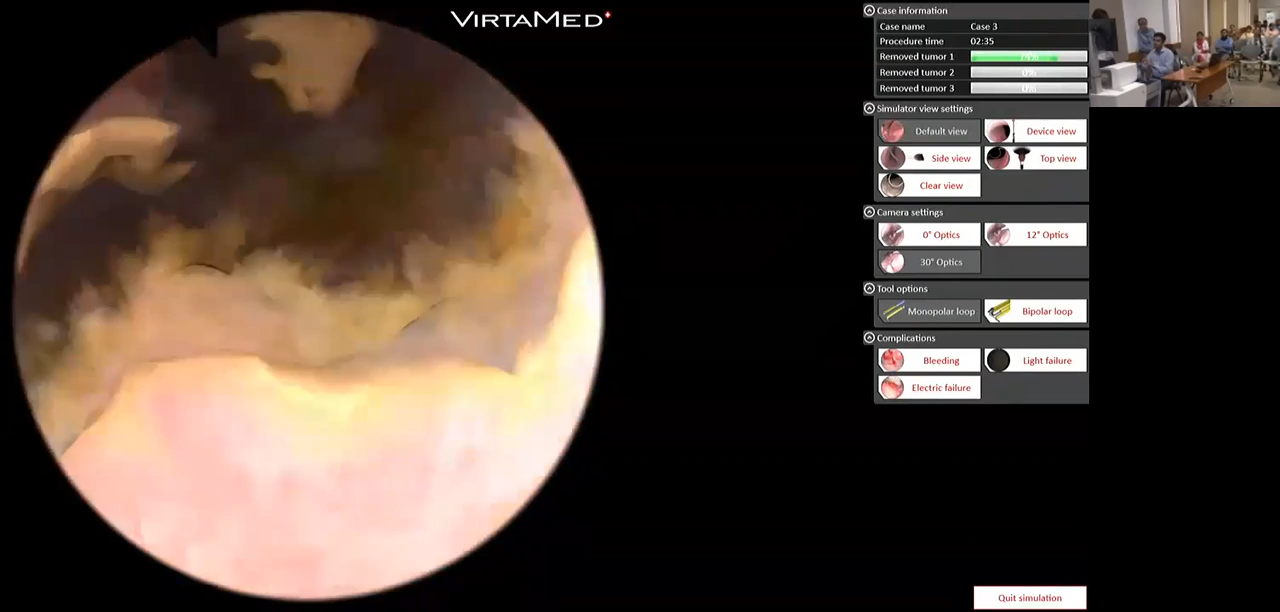 VIRTAMED
Case information
Case name Case 3
Procedure time 02:35
Removed tumor 1
Removed tumor 2 0%
Removed tumor 3 0%
Simulator view settings
Default view Device view
Side view Top view
Clear view
Camera settings
0° Optics 12° Optics
30° Optics
Tool options
Monopolar loop Bipolar loop
Complications
Bleeding Light failure
Electric failure
Quit simulation